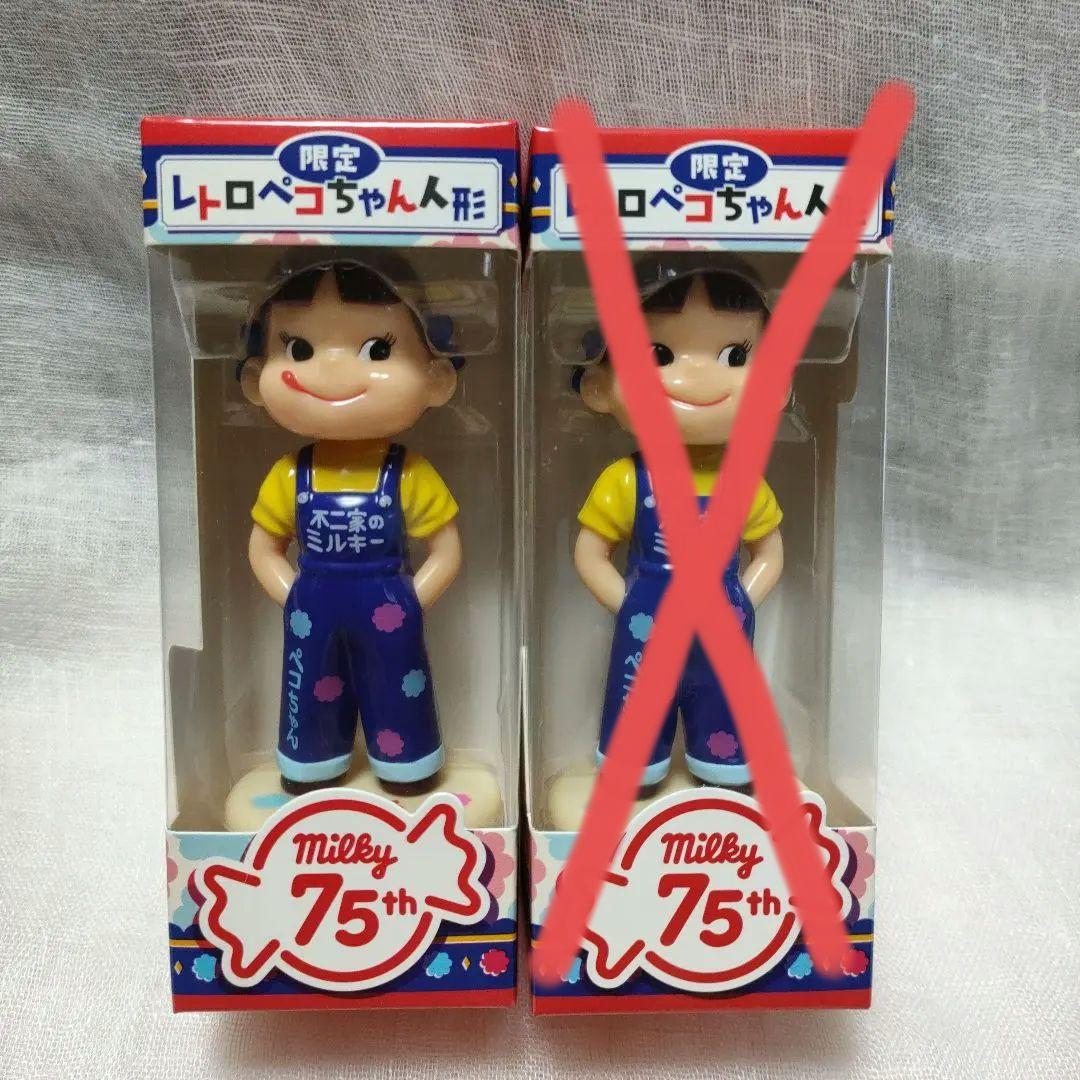 限定
レトロペコちゃん人形
不二家の
ミルキー
ペコちゃん
milky
75th
限定
ロペコちゃん人
milky
75th